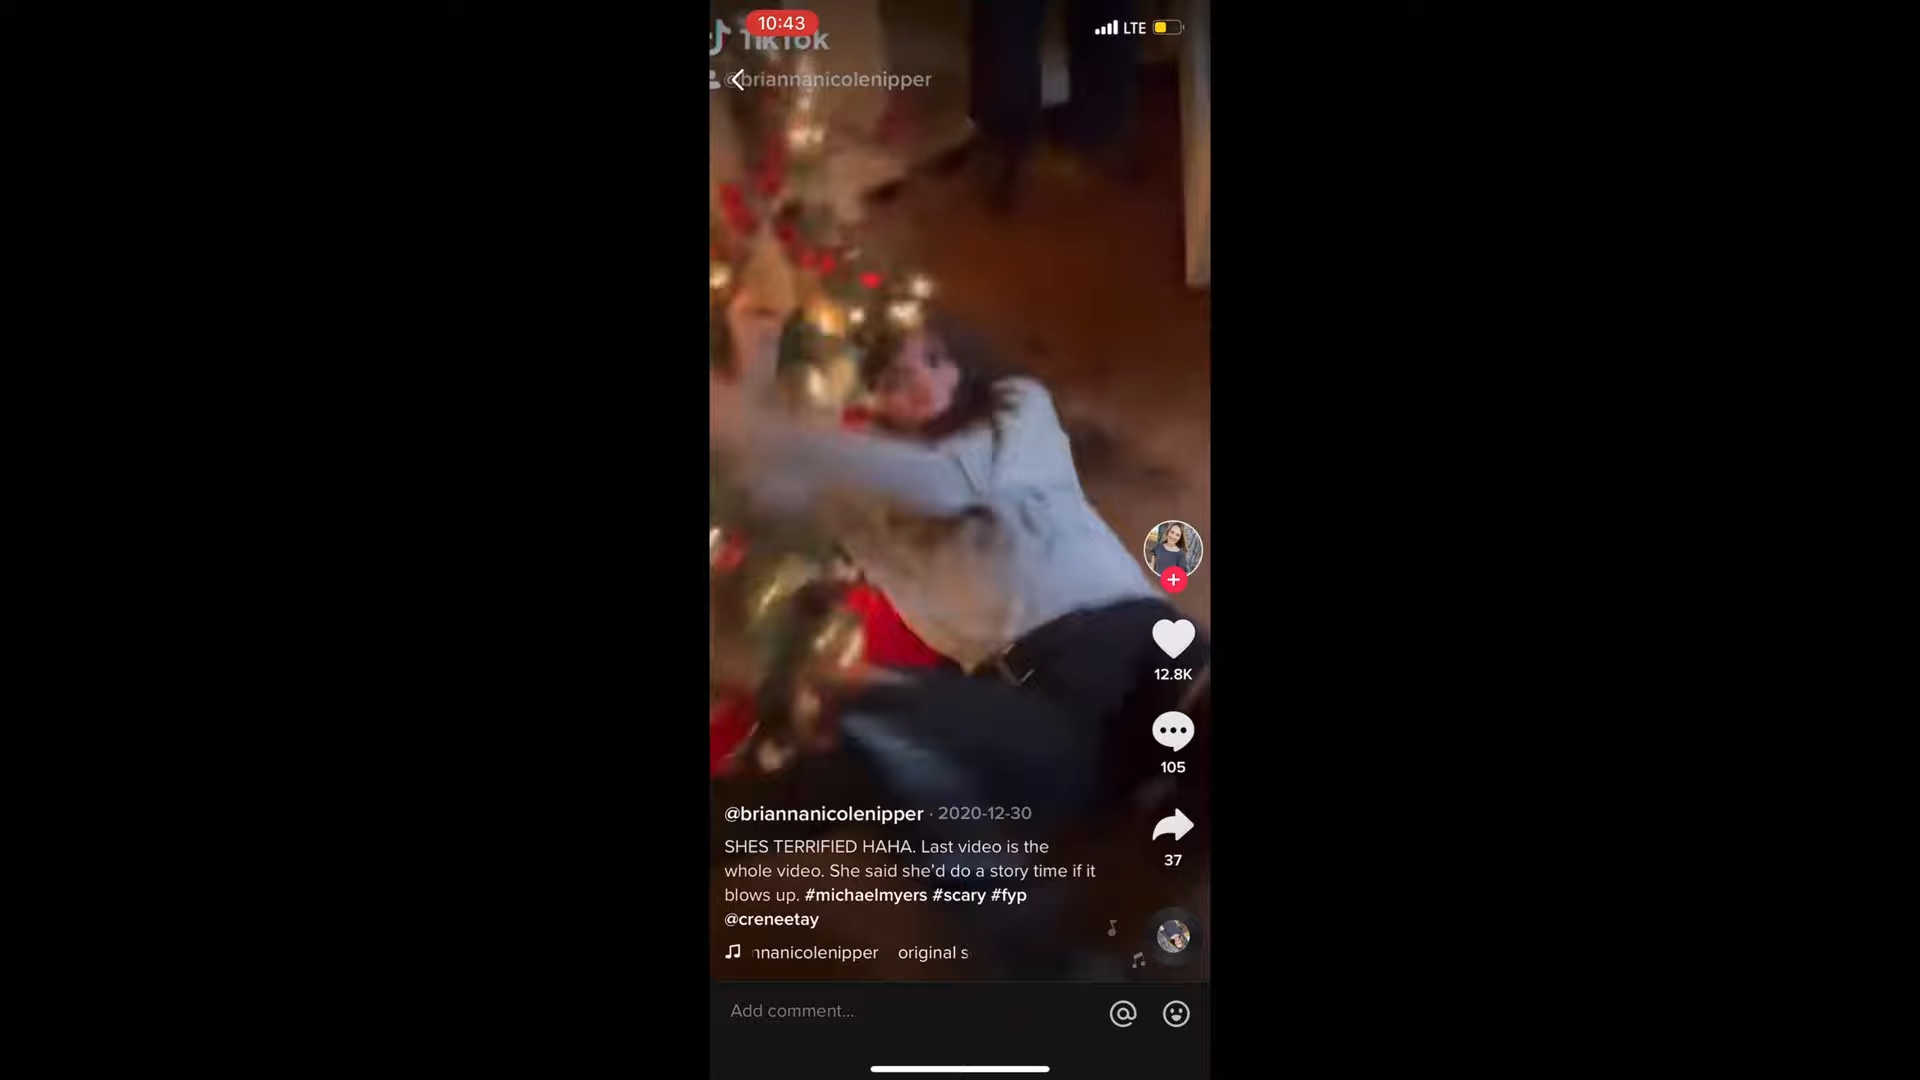 10:43
LTE
TikTok
@briannanicolenipper
12.8K
105
37
@briannanicolenipper · 2020-12-30
SHES TERRIFIED HAHA. Last video is the
whole video. She said she’d do a story time if it
blows up. #michaelmyers #scary #fyp
@creneetay
nnanicolenipper original s
Add comment...